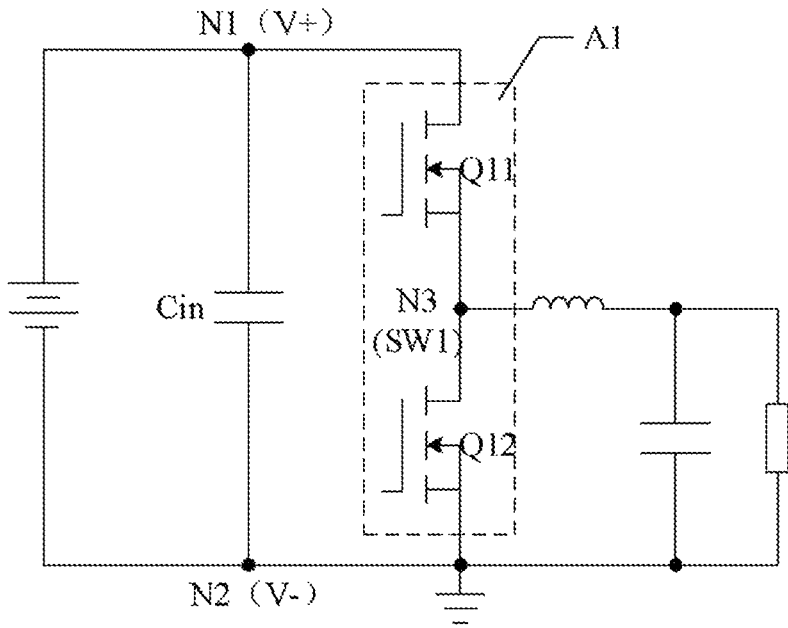 N1（V+）
A1
Q11
Cin
N3
(SW1)
Q12
N2（V-）